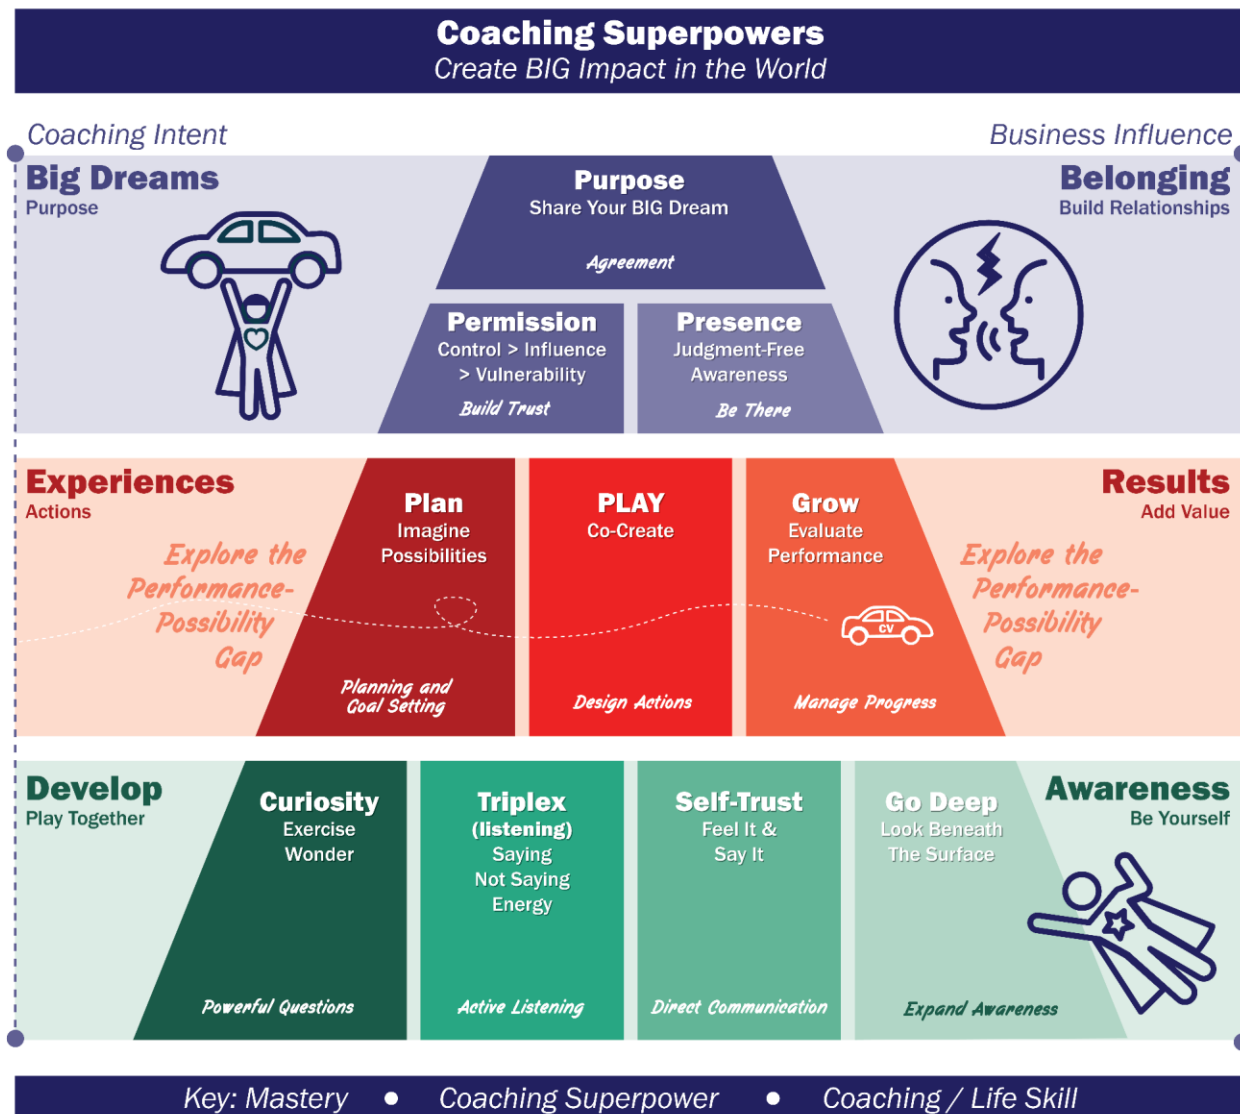 Coaching Superpowers
Create BIG Impact in the World
Coaching Intent
Business Influence
Big Dreams
Purpose
Purpose
Share Your BIG Dream
Agreement
Belonging
Build Relationships
Permission
Control > Influence
> Vulnerability
Build Trust
Presence
Judgment-Free
Awareness
Be There
Experiences
Actions
Explore the
Performance-
Possibility
Gap
Plan
Imagine
Possibilities
Planning and
Goal Setting
PLAY
Co-Create
Design Actions
Grow
Evaluate
Performance
CV
Manage Progress
Results
Add Value
Explore the
Performance-
Possibility
Gap
Develop
Play Together
Curiosity
Exercise
Wonder
Powerful Questions
Triplex
(listening)
Saying
Not Saying
Energy
Active Listening
Self-Trust
Feel It &
Say It
Direct Communication
Go Deep
Look Beneath
The Surface
Expand Awareness
Awareness
Be Yourself
Key: Mastery ● Coaching Superpower ● Coaching / Life Skill